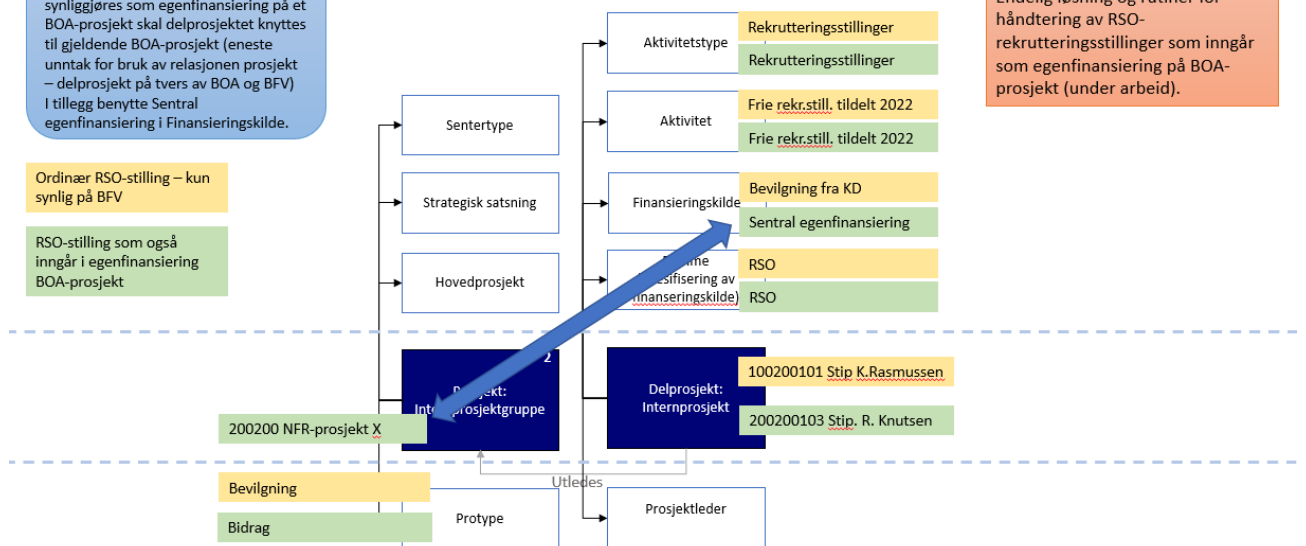 synliggjøres som egenfinansiering på et
BOA-prosjekt skal delprosjektet knyttes
til gjeldende BOA-prosjekt (eneste
unntak for bruk av relasjonen prosjekt
– delprosjekt på tvers av BOA og BFV)
I tillegg benytte Sentral
egenfinansiering i Finansieringskilde.
Ordinær RSO-stilling – kun
synlig på BFV
RSO-stilling som også
inngår i egenfinansiering
BOA-prosjekt
Sentertype
Strategisk satsning
Hovedprosjekt
2
Internprosjektgruppe
200200 NFR-prosjekt X
Bevilgning
Bidrag
Protype
Aktivitetstype
Rekrutteringsstillinger
Rekrutteringsstillinger
Aktivitet
Frie rekr.still. tildelt 2022
Frie rekr.still. tildelt 2022
Finansieringskilde
Bevilgning fra KD
Sentral egenfinansiering
av
finanseringskilde)
RSO
RSO
Delprosjekt:
Internprosjekt
100200101 Stip K.Rasmussen
200200103 Stip. R. Knutsen
Utledes
Prosjektleder
håndtering av RSO-
rekrutteringsstillinger som inngår
som egenfinansiering på BOA-
prosjekt (under arbeid).